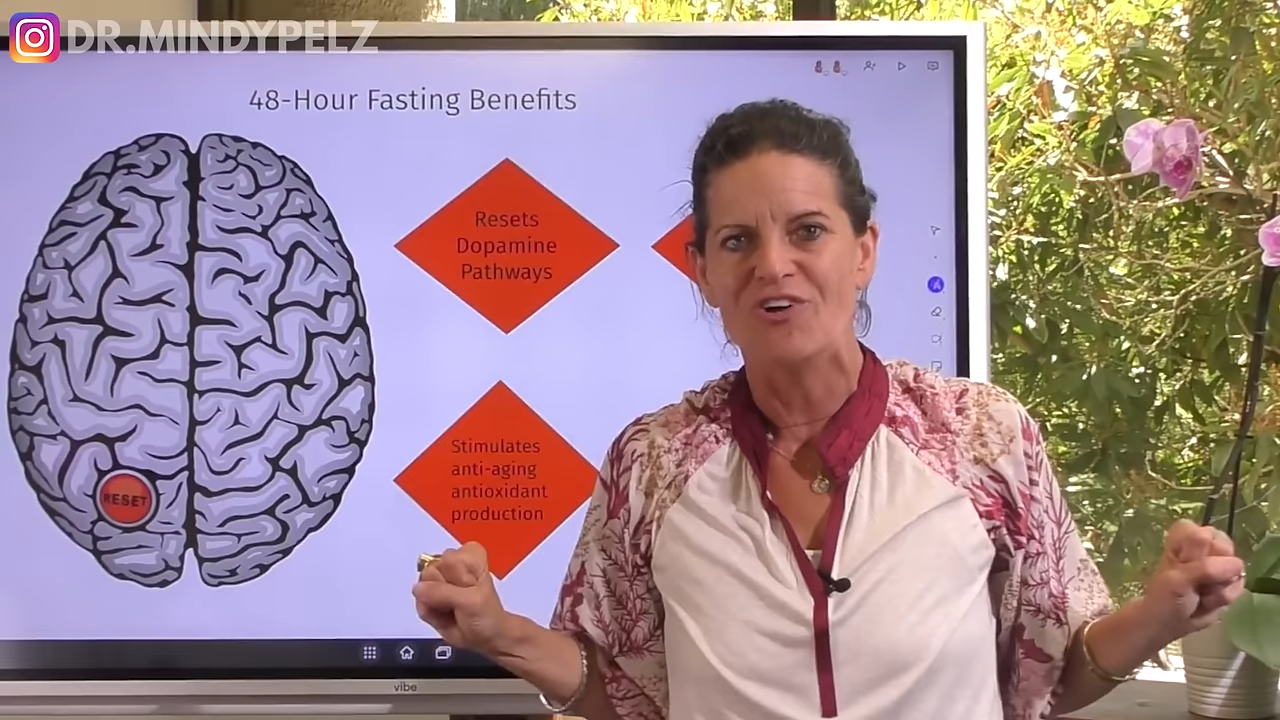 DR.MINDYPELZ
48-Hour Fasting Benefits
Resets
Dopamine
Pathways
RESET
Stimulates
anti-aging
antioxidant
production
vibe